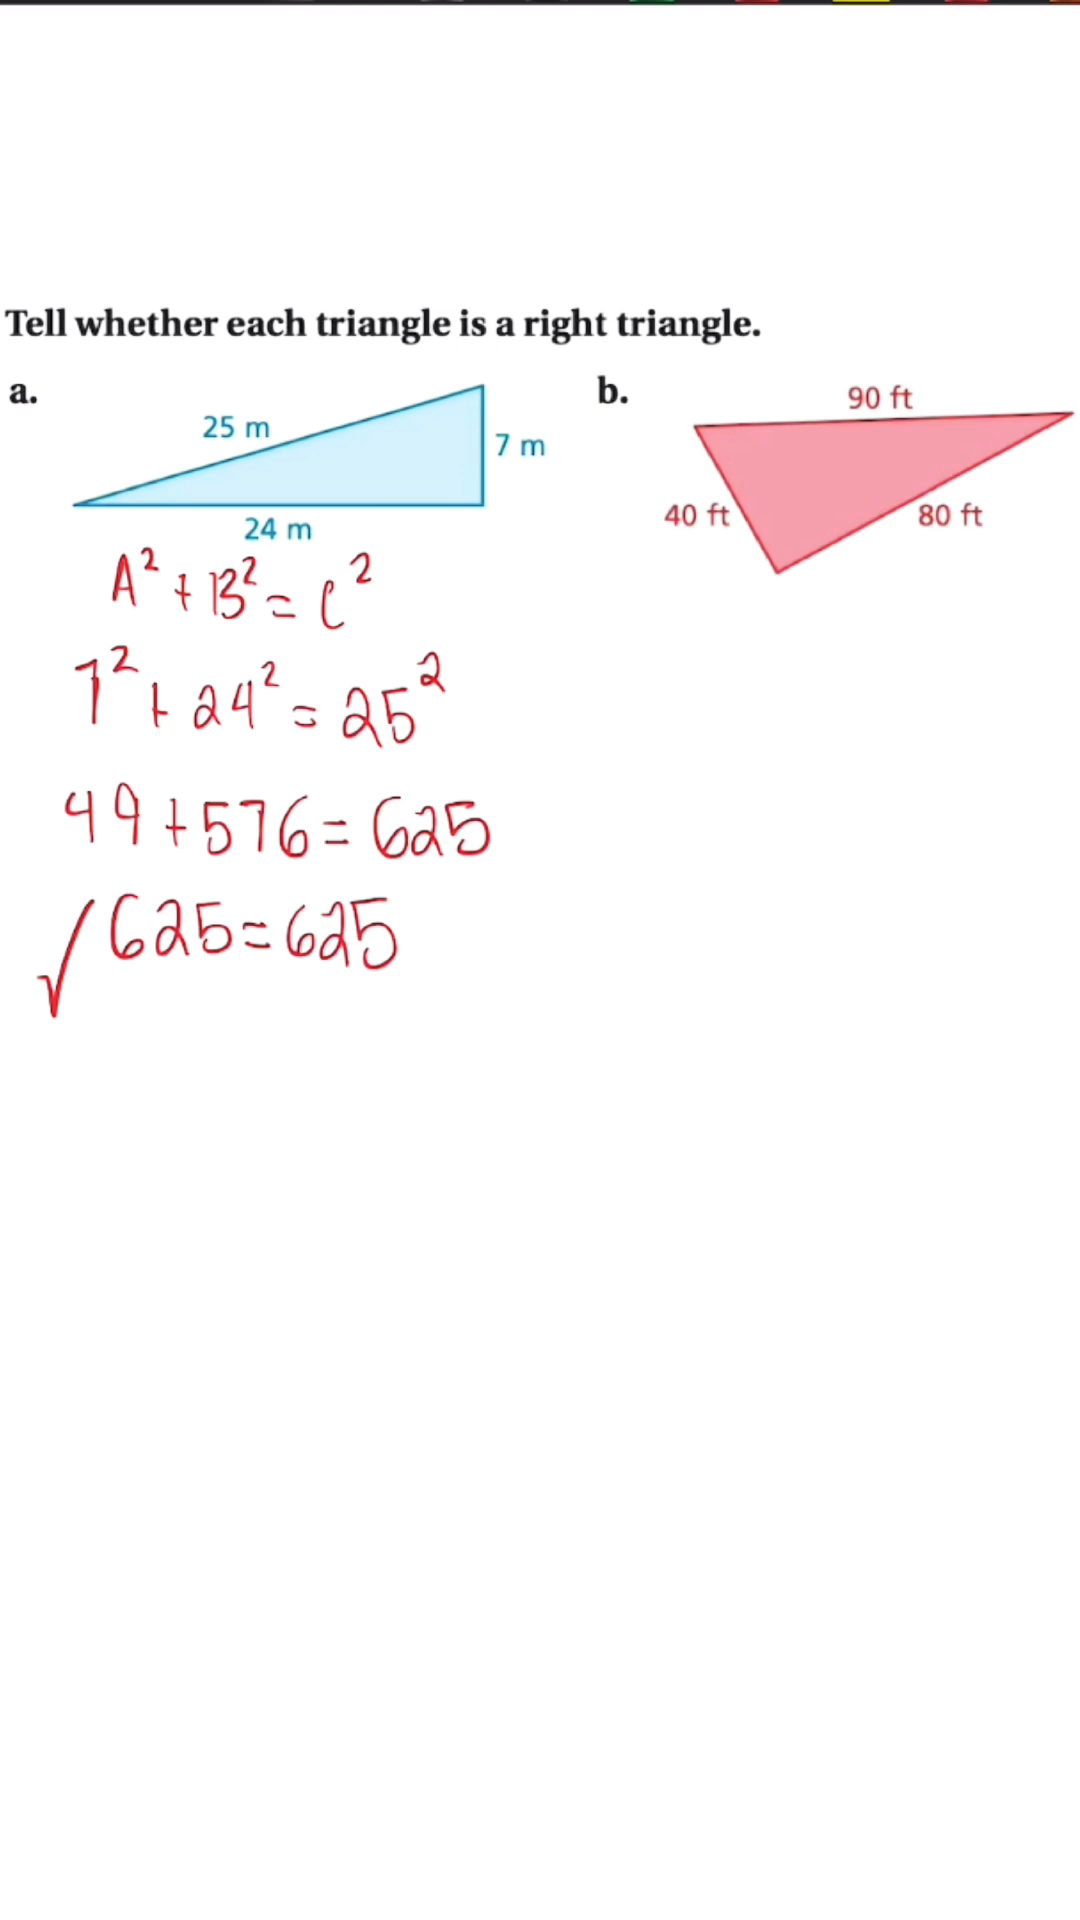 Tell whether each triangle is a right triangle.
a.
25 m
7 m
24 m
b.
90 ft
40 ft
80 ft
A² + B² = C²
7² + 24² = 25²
49 + 576 = 625
√ 625 = 625